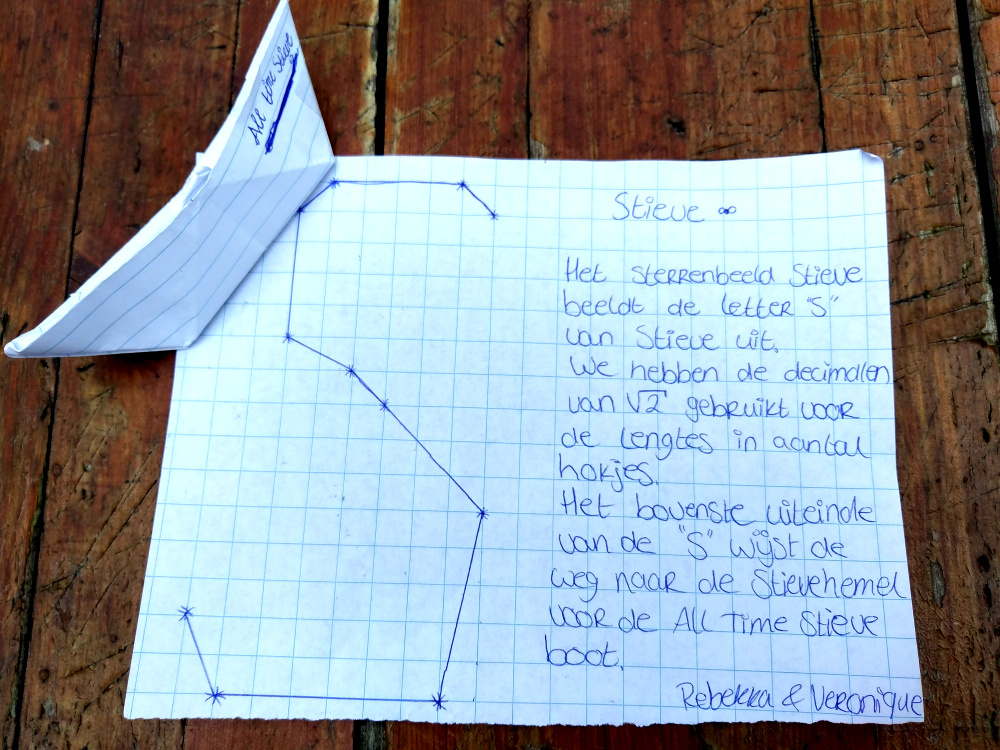 All time Stieve
Stieve ∞
Het sterrenbeeld Stieve
beeldt de letter "S"
van Stieve uit.
We hebben de decimalen
van √2 gebruikt voor
de lengtes in aantal
hokjes.
Het bovenste uiteinde
van de "S" wijst de
weg naar de Stievehemel
voor de All Time Stieve
boot.
Rebekka & Veronique